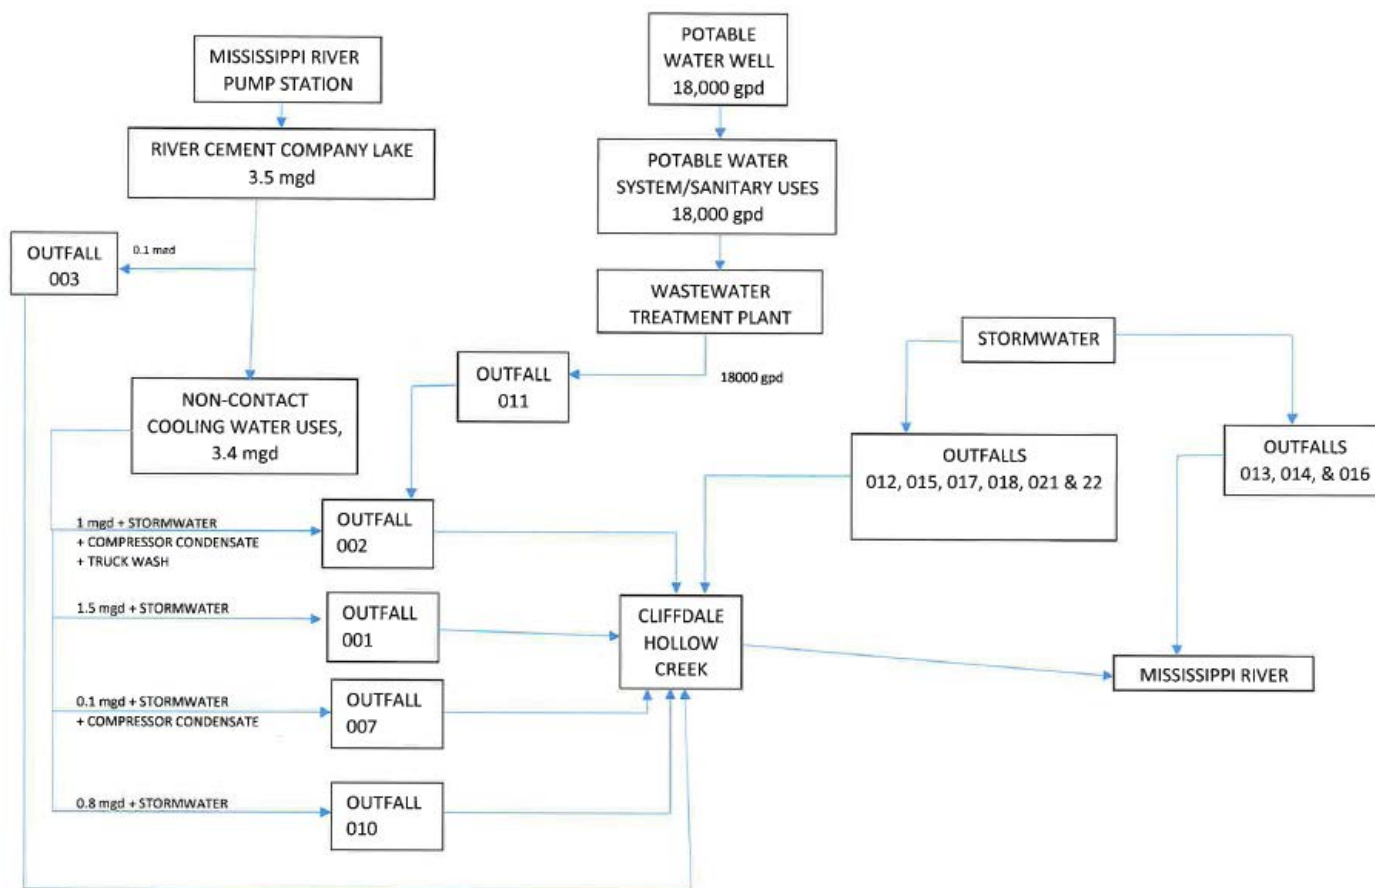 MISSISSIPPI RIVER
PUMP STATION
RIVER CEMENT COMPANY LAKE
3.5 mgd
OUTFALL
003
0.1 mgd
NON-CONTACT
COOLING WATER USES,
3.4 mgd
POTABLE
WATER WELL
18,000 gpd
POTABLE WATER
SYSTEM/SANITARY USES
18,000 gpd
WASTEWATER
TREATMENT PLANT
18000 gpd
OUTFALL
011
STORMWATER
OUTFALLS
012, 015, 017, 018, 021 & 22
OUTFALLS
013, 014, & 016
1 mgd + STORMWATER
+ COMPRESSOR CONDENSATE
+ TRUCK WASH
OUTFALL
002
1.5 mgd + STORMWATER
OUTFALL
001
0.1 mgd + STORMWATER
+ COMPRESSOR CONDENSATE
OUTFALL
007
0.8 mgd + STORMWATER
OUTFALL
010
CLIFFDALE
HOLLOW
CREEK
MISSISSIPPI RIVER